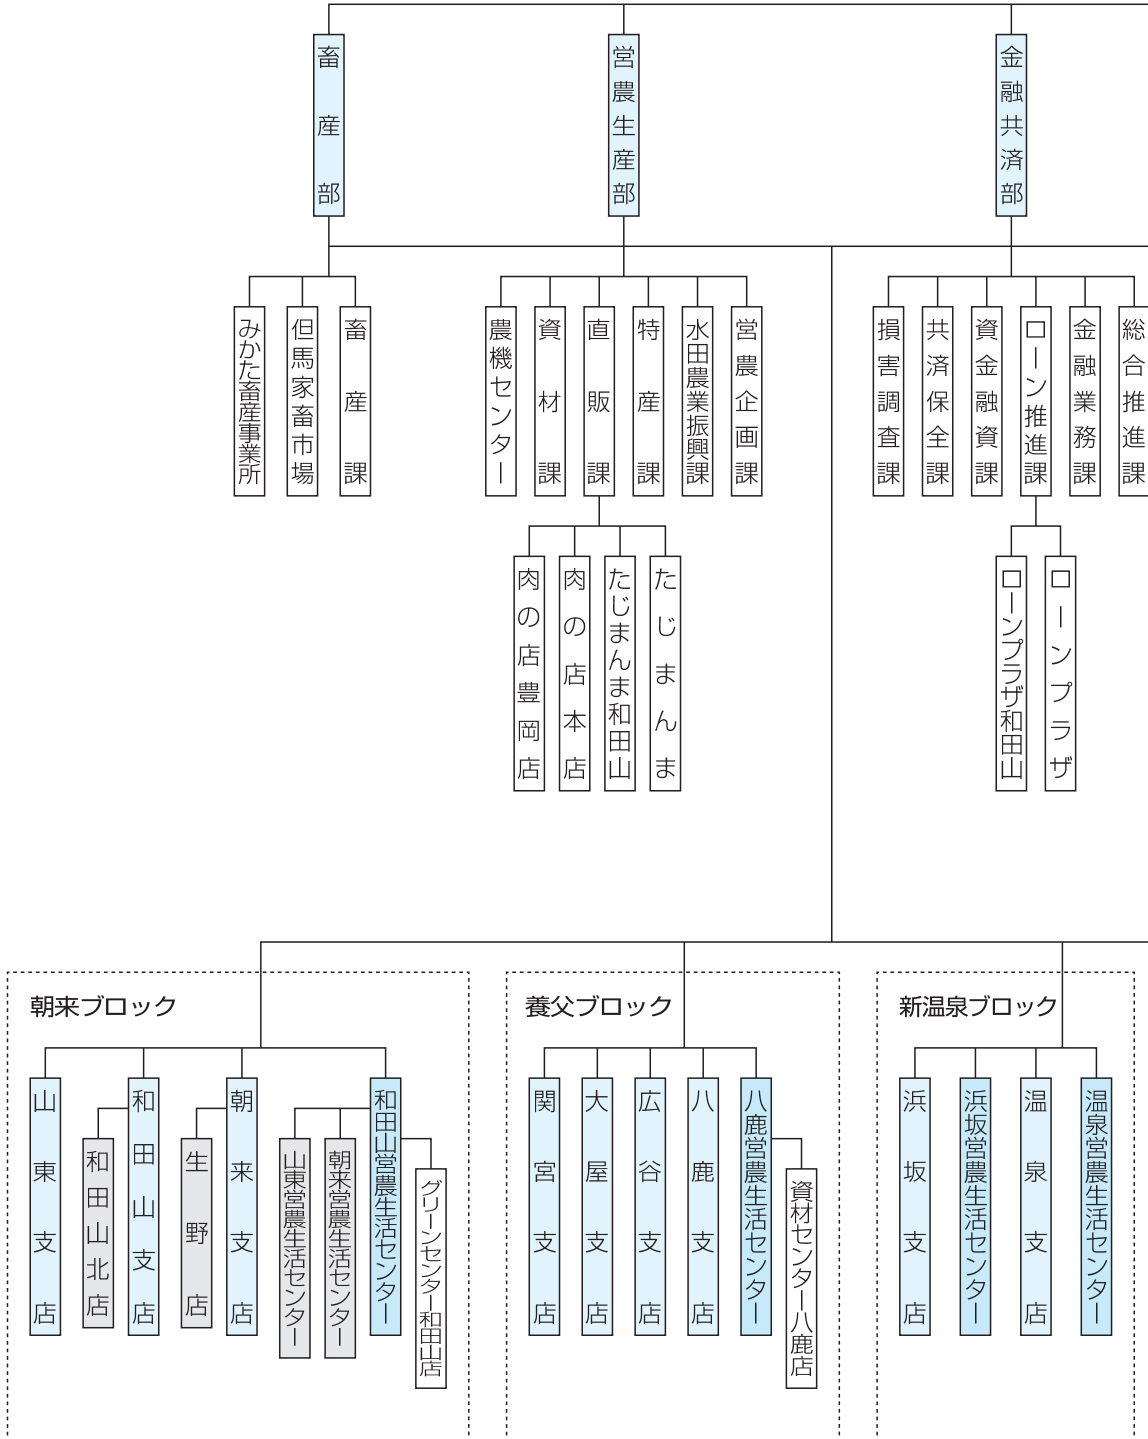 金融共済部
営農生産部
畜産部
総合推進課
金融業務課
ローン推進課
資金融資課
共済保全課
損害調査課
営農企画課
水田農業振興課
特産課
直販課
資材課
農機センター
畜産課
但馬家畜市場
みかた畜産事業所
ローンプラザ
ローンプラザ和田山
たじまんま
たじまんま和田山
肉の店本店
肉の店豊岡店
新温泉ブロック
温泉営農生活センター
温泉支店
浜坂営農生活センター
浜坂支店
養父ブロック
資材センター八鹿店
八鹿営農生活センター
八鹿支店
広谷支店
大屋支店
関宮支店
朝来ブロック
グリーンセンター和田山店
和田山営農生活センター
朝来営農生活センター
山東営農生活センター
朝来支店
生野店
和田山支店
和田山北店
山東支店